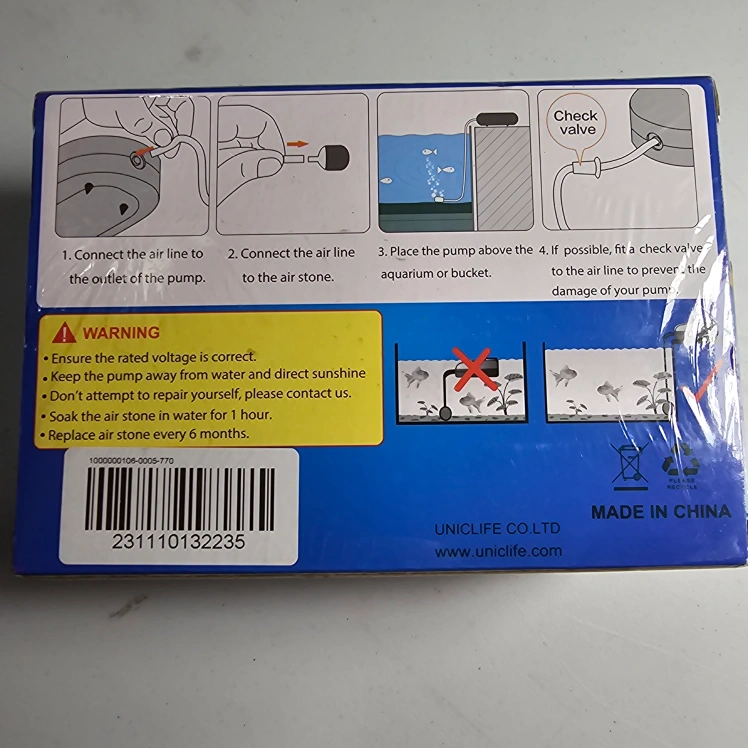 Check
valve
1. Connect the air line to
the outlet of the pump.
2. Connect the air line
to the air stone.
3. Place the pump above the
aquarium or bucket.
4. If possible, fit a check valve
to the air line to prevent the
damage of your pump.
WARNING
• Ensure the rated voltage is correct.
• Keep the pump away from water and direct sunshine
• Don't attempt to repair yourself, please contact us.
• Soak the air stone in water for 1 hour.
• Replace air stone every 6 months.
1000000106-0005-770
231110132235
UNICLIFE CO.LTD
www.uniclife.com
PLEASE
RECYCLE
MADE IN CHINA